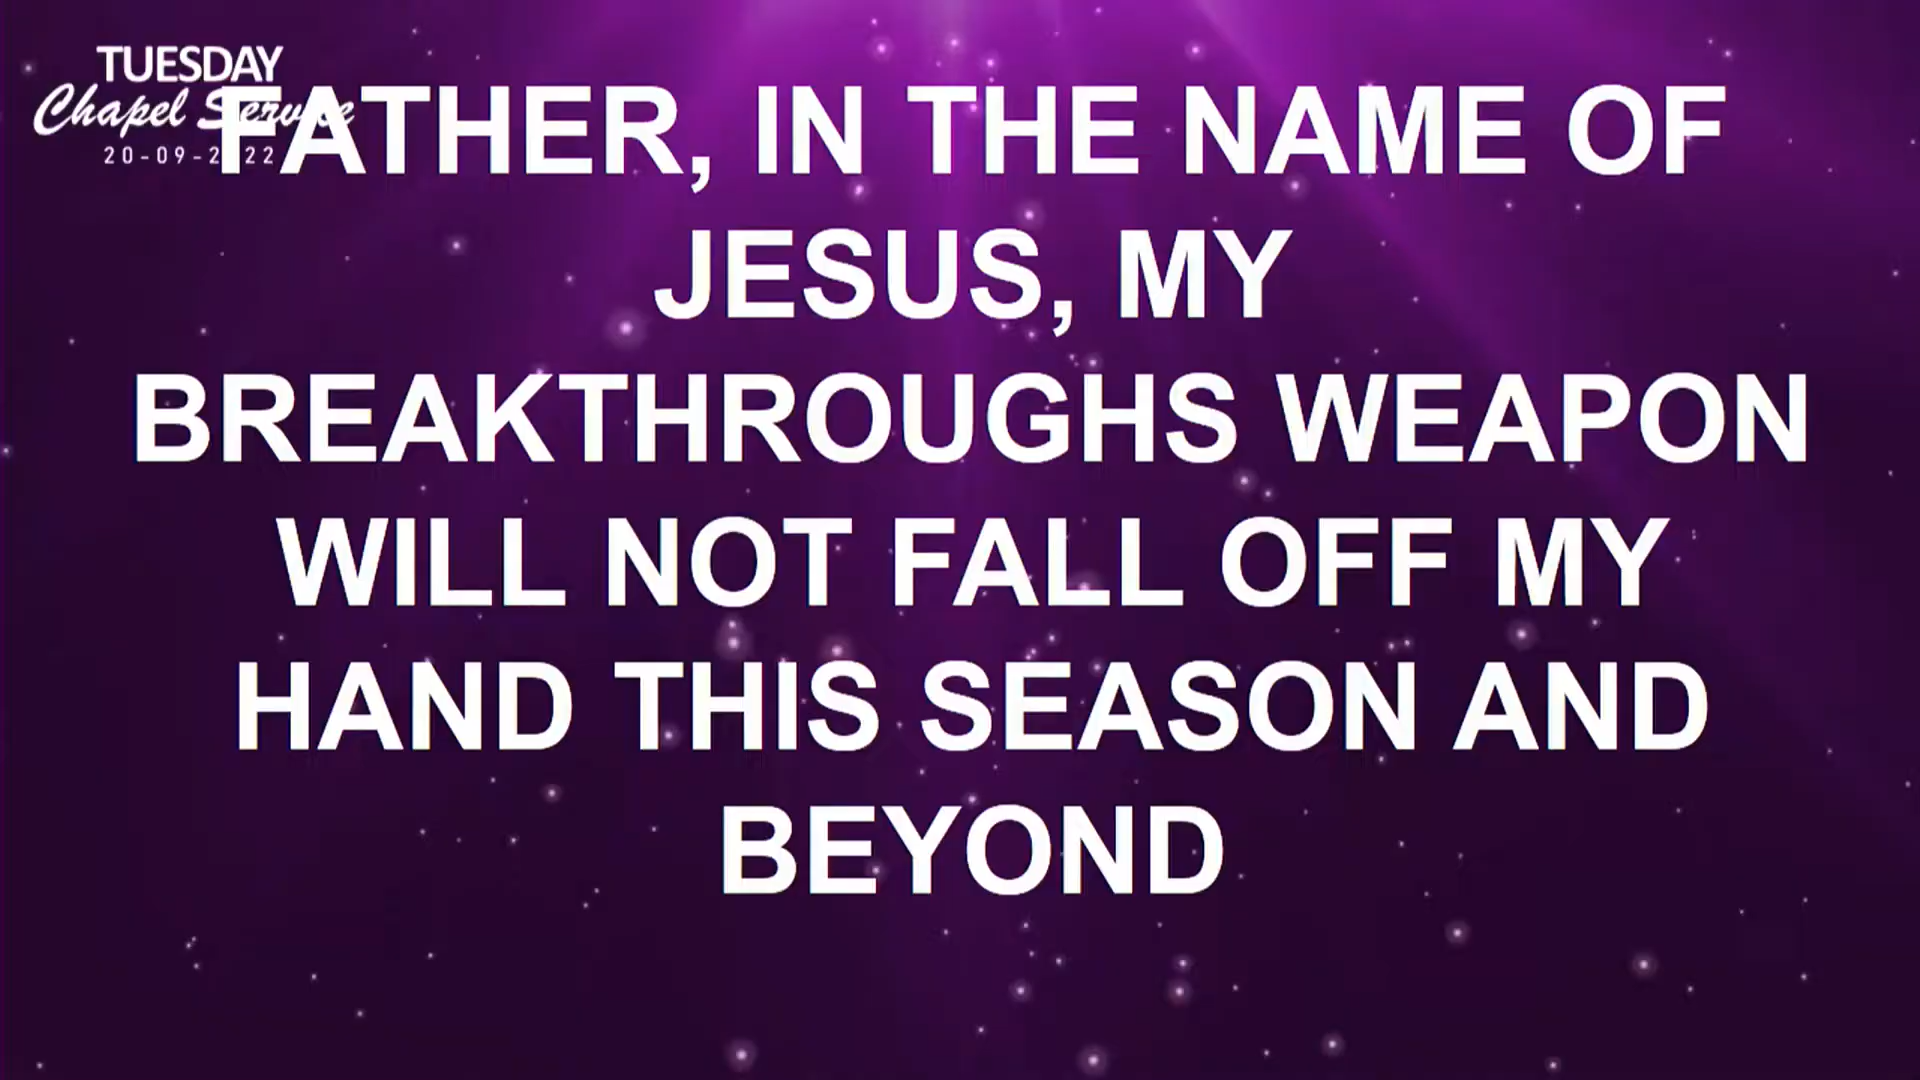 TUESDAY
Chapel Service
20-09-2022
FATHER, IN THE NAME OF
JESUS, MY
BREAKTHROUGHS WEAPON
WILL NOT FALL OFF MY
HAND THIS SEASON AND
BEYOND